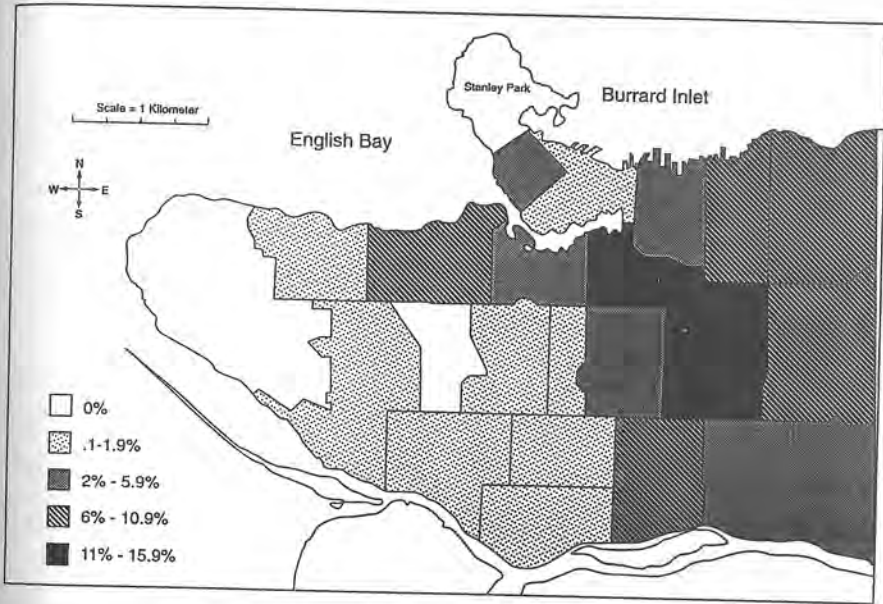 Stanley Park
Burrard Inlet
Scale = 1 Kilometer
English Bay
N
W E
S
0%
.1-1.9%
2% - 5.9%
6% - 10.9%
11% - 15.9%